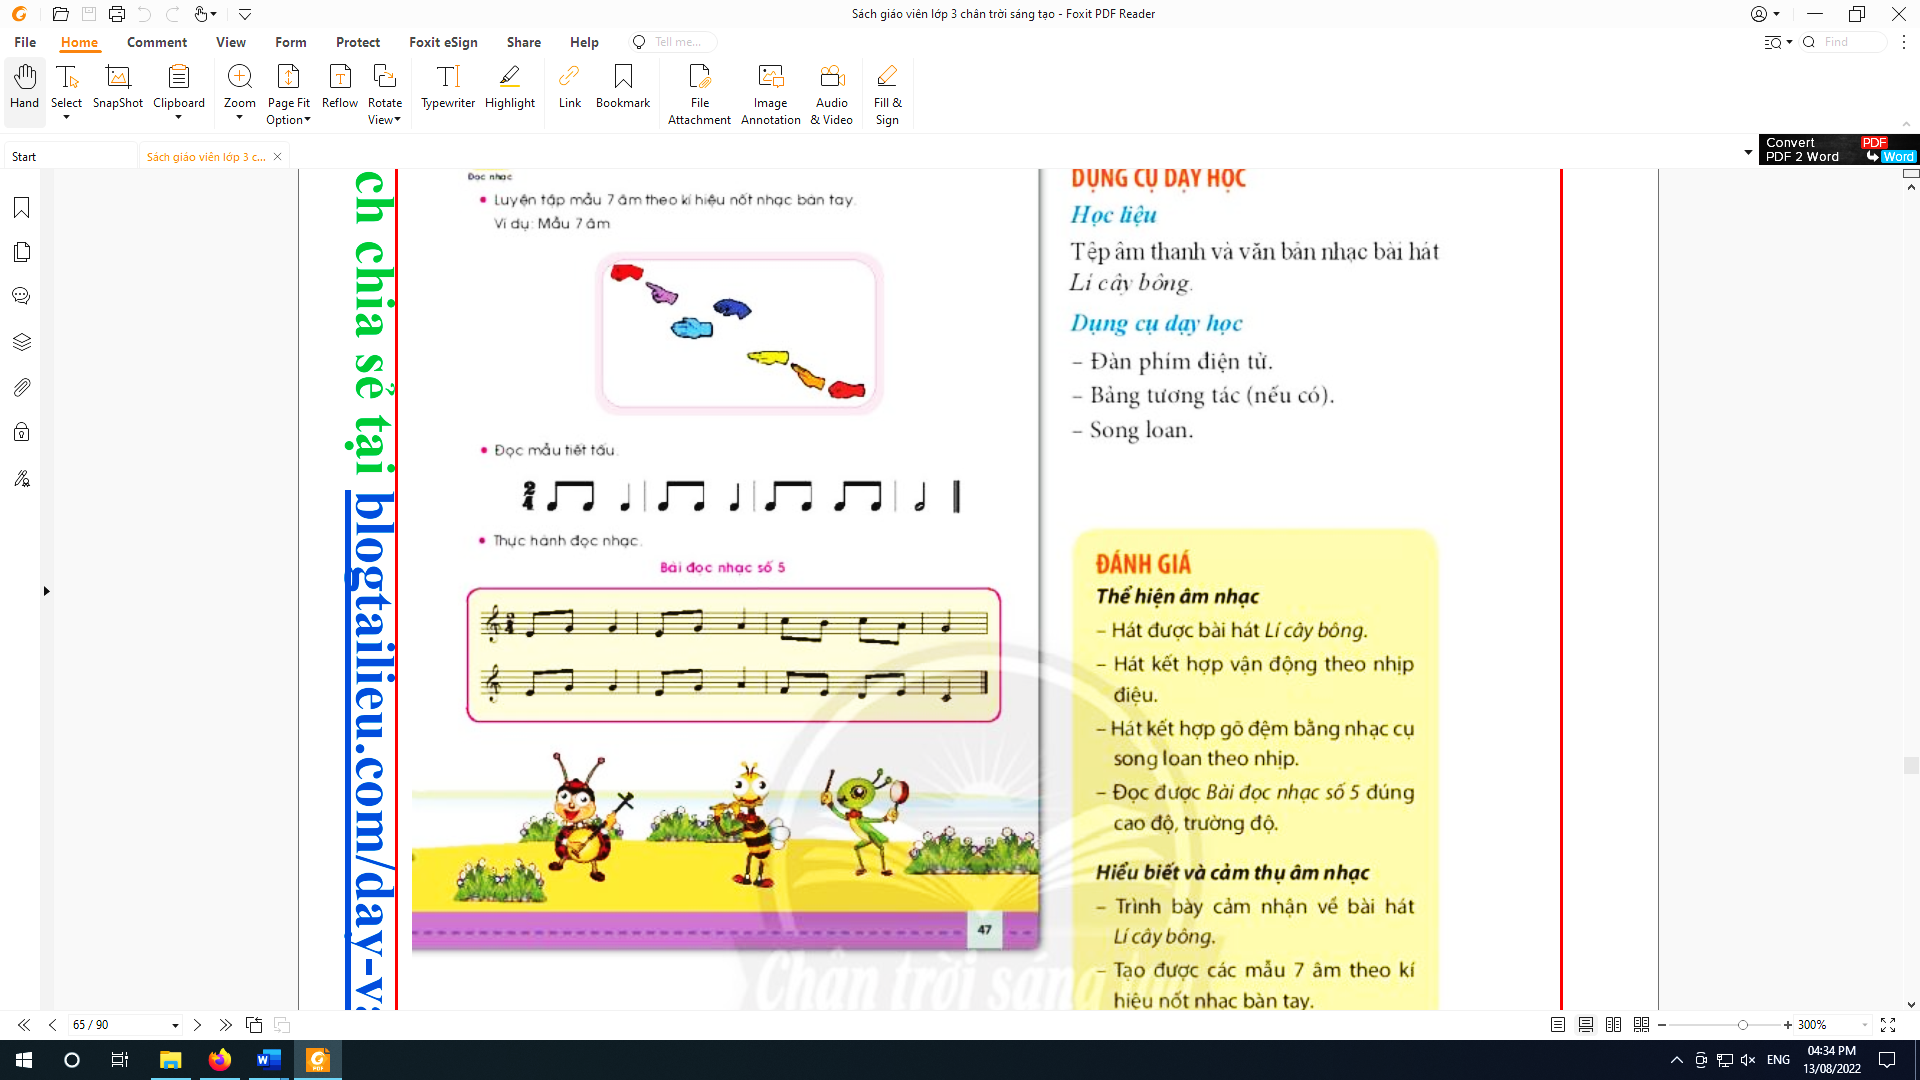 Sách giáo viên lớp 3 chân trời sáng tạo - Foxit PDF Reader
File Home Comment View Form Protect Foxit eSign Share Help Tell me... Find
Hand Select SnapShot Clipboard Zoom Page Fit Option Reflow Rotate View Typewriter Highlight Link Bookmark File Attachment Image Annotation Audio & Video Fill & Sign
Start Sách giáo viên lớp 3 c...
Convert PDF
PDF 2 Word Word
ch chia sẻ tại blogtailieu.com/day-v
Đọc nhạc
Luyện tập mẫu 7 âm theo kí hiệu nốt nhạc bàn tay.
Ví dụ: Mẫu 7 âm
Đọc mẫu tiết tấu.
2
4
Thực hành đọc nhạc.
Bài đọc nhạc số 5
2
4
47
DỤNG CỤ DẠY HỌC
Học liệu
Tệp âm thanh và văn bản nhạc bài hát
Lí cây bông.
Dụng cụ dạy học
– Đàn phím điện tử.
– Bảng tương tác (nếu có).
– Song loan.
ĐÁNH GIÁ
Thể hiện âm nhạc
– Hát được bài hát Lí cây bông.
– Hát kết hợp vận động theo nhịp
điệu.
– Hát kết hợp gõ đệm bằng nhạc cụ
song loan theo nhịp.
– Đọc được Bài đọc nhạc số 5 đúng
cao độ, trường độ.
Hiểu biết và cảm thụ âm nhạc
– Trình bày cảm nhận về bài hát
Lí cây bông.
– Tạo được các mẫu 7 âm theo kí
hiệu nốt nhạc bàn tay.
Chân trời sáng tạo
65 / 90
300%
ENG
04:34 PM
13/08/2022